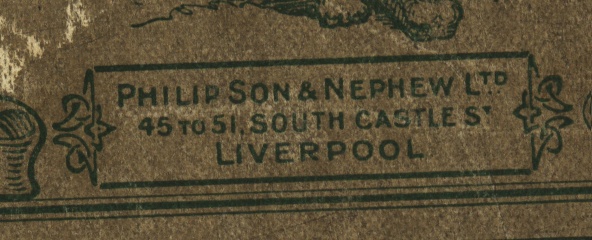 PHILIP SON & NEPHEW LTD
45 TO 51, SOUTH CASTLE ST
LIVERPOOL